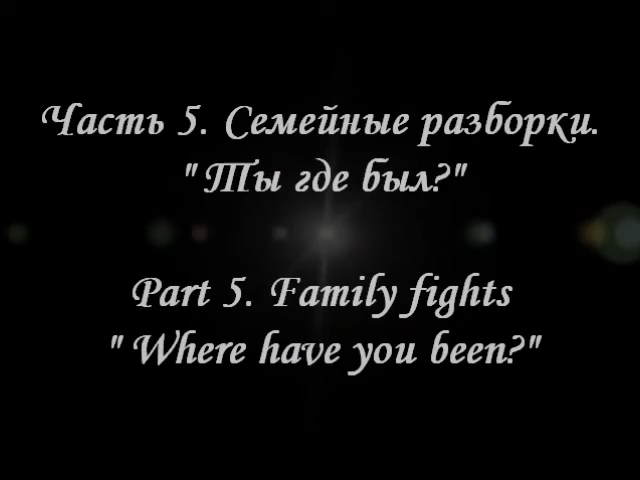 Часть 5. Семейные разборки.
"Ты где был?"
Part 5. Family fights
"Where have you been?"